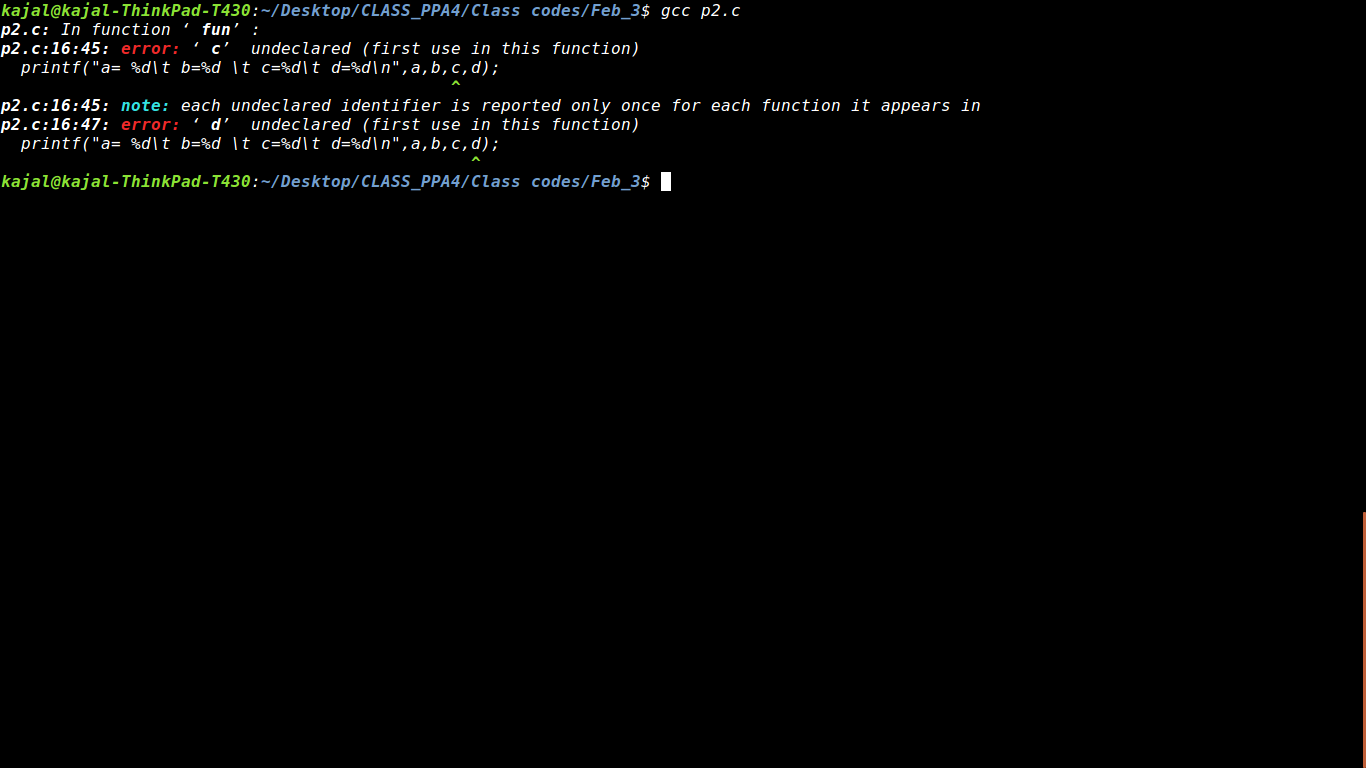 kajal@kajal-ThinkPad-T430:~/Desktop/CLASS_PPA4/Class codes/Feb_3$ gcc p2.c
p2.c: In function ‘ fun’ :
p2.c:16:45: error: ‘ c’  undeclared (first use in this function)
  printf("a= %d\t b=%d \t c=%d\t d=%d\n",a,b,c,d);
                                             ^
p2.c:16:45: note: each undeclared identifier is reported only once for each function it appears in
p2.c:16:47: error: ‘ d’  undeclared (first use in this function)
  printf("a= %d\t b=%d \t c=%d\t d=%d\n",a,b,c,d);
                                               ^
kajal@kajal-ThinkPad-T430:~/Desktop/CLASS_PPA4/Class codes/Feb_3$